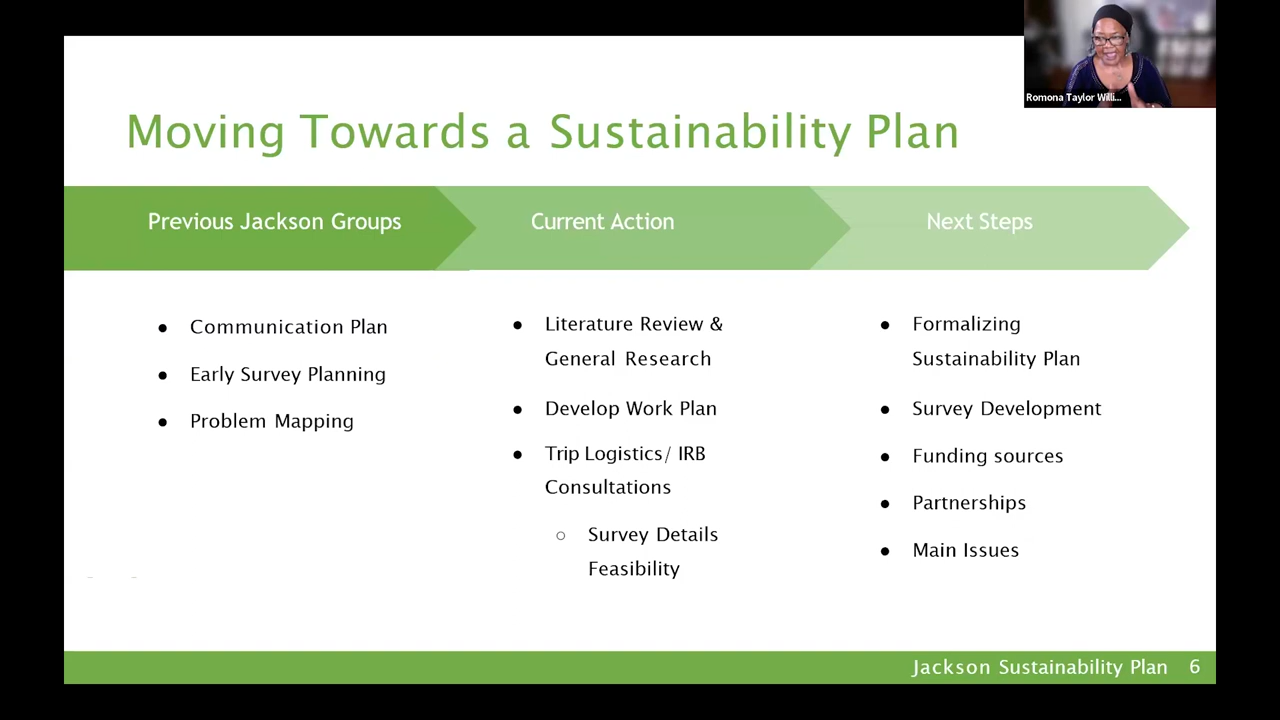 Romona Taylor Willi...
Moving Towards a Sustainability Plan
Previous Jackson Groups
Current Action
Next Steps
● Communication Plan
● Early Survey Planning
● Problem Mapping
● Literature Review &
General Research
● Develop Work Plan
● Trip Logistics/ IRB
Consultations
○ Survey Details
Feasibility
● Formalizing
Sustainability Plan
● Survey Development
● Funding sources
● Partnerships
● Main Issues
Jackson Sustainability Plan 6